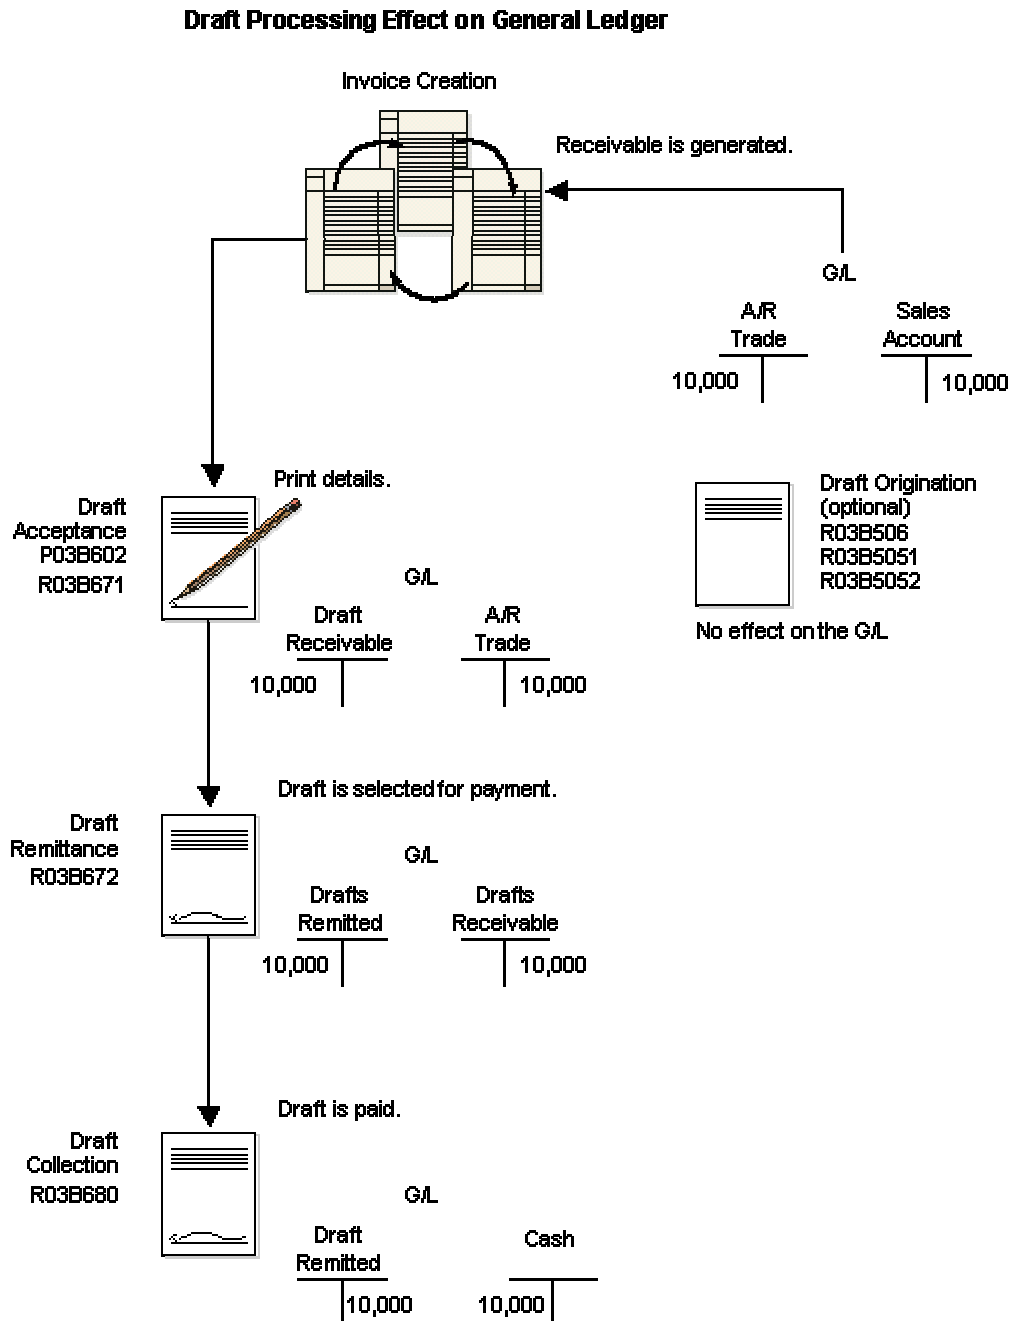 Draft Processing Effect on General Ledger
Invoice Creation
Receivable is generated.
G/L
A/R
Trade
Sales
Account
10,000
10,000
Print details.
Draft
Acceptance
P03B602
R03B671
Draft Origination
(optional)
R03B506
R03B5051
R03B5052
No effect on the G/L
G/L
Draft
Receivable
A/R
Trade
10,000
10,000
Draft is selected for payment.
Draft
Remittance
R03B672
G/L
Drafts
Remitted
Drafts
Receivable
10,000
10,000
Draft is paid.
Draft
Collection
R03B680
G/L
Draft
Remitted
Cash
10,000
10,000